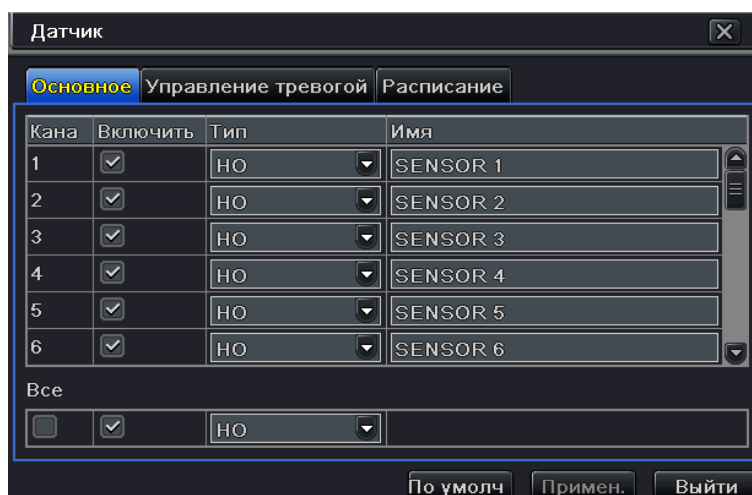 Датчик
Основное Управление тревогой Расписание
Кана Включить Тип Имя
1 НО SENSOR 1
2 НО SENSOR 2
3 НО SENSOR 3
4 НО SENSOR 4
5 НО SENSOR 5
6 НО SENSOR 6
Все
НО
По умолч Примен. Выйти